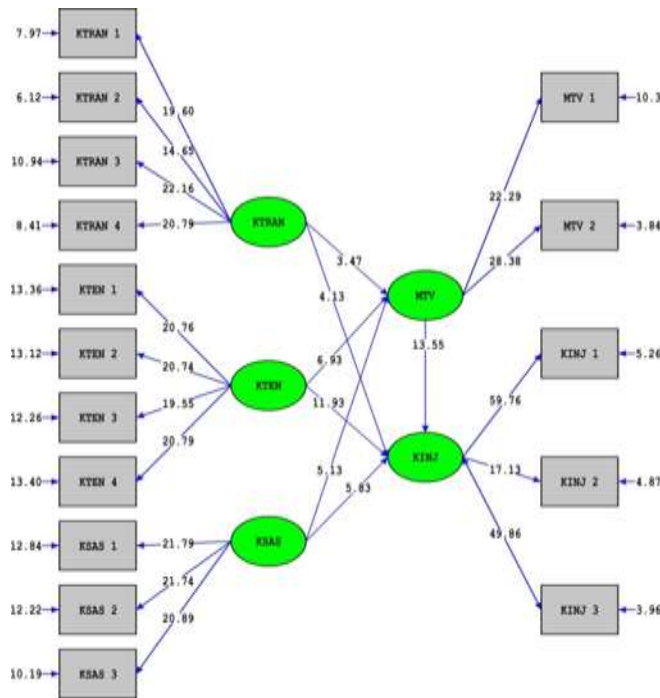 7.97
KTRAN 1
6.12
KTRAN 2
10.94
KTRAN 3
8.41
KTRAN 4
13.36
KTEN 1
13.12
KTEN 2
12.26
KTEN 3
13.40
KTEN 4
12.84
KSAS 1
12.22
KSAS 2
10.19
KSAS 3
19.60
14.65
22.16
20.79
20.76
20.74
19.55
20.79
21.79
21.74
20.89
KTRAN
KTEN
KSAS
3.47
4.13
6.93
11.93
5.13
5.83
MTV
13.55
KINJ
22.29
28.38
59.76
17.13
49.86
MTV 1
10.3
MTV 2
3.84
KINJ 1
5.26
KINJ 2
4.87
KINJ 3
3.96